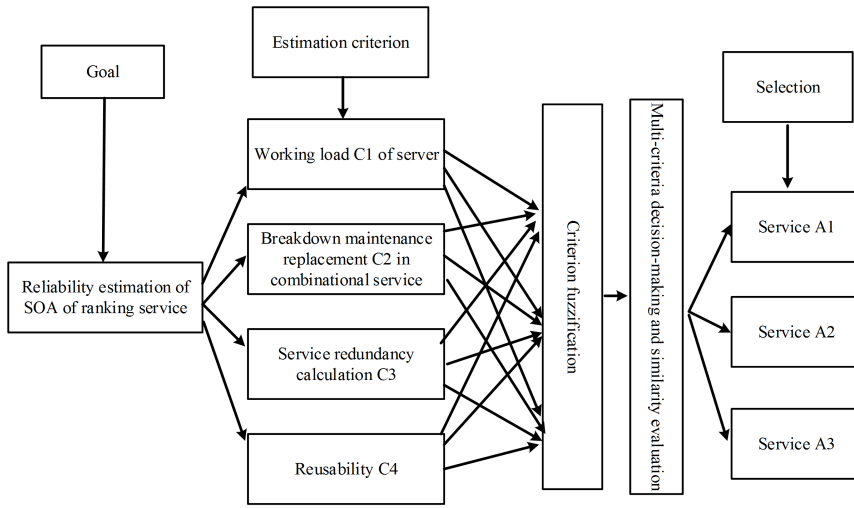 Goal
Reliability estimation of
SOA of ranking service
Estimation criterion
Working load C1 of server
Breakdown maintenance
replacement C2 in
combinational service
Service redundancy
calculation C3
Reusability C4
Criterion fuzzification
Multi-criteria decision-making and similarity evaluation
Selection
Service A1
Service A2
Service A3